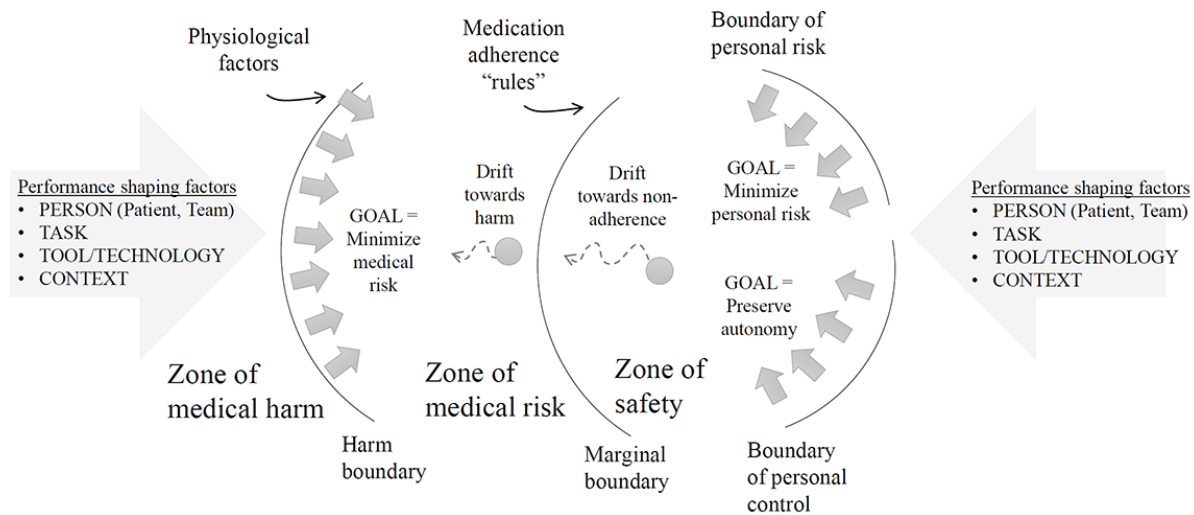 Physiological
factors
Medication
adherence
“rules”
Boundary of
personal risk
Performance shaping factors
• PERSON (Patient, Team)
• TASK
• TOOL/TECHNOLOGY
• CONTEXT
GOAL =
Minimize
medical
risk
Drift
towards
harm
Drift
towards non-
adherence
GOAL =
Minimize
personal risk
GOAL =
Preserve
autonomy
Performance shaping factors
• PERSON (Patient, Team)
• TASK
• TOOL/TECHNOLOGY
• CONTEXT
Zone of
medical harm
Zone of
medical risk
Zone of
safety
Harm
boundary
Marginal
boundary
Boundary
of personal
control